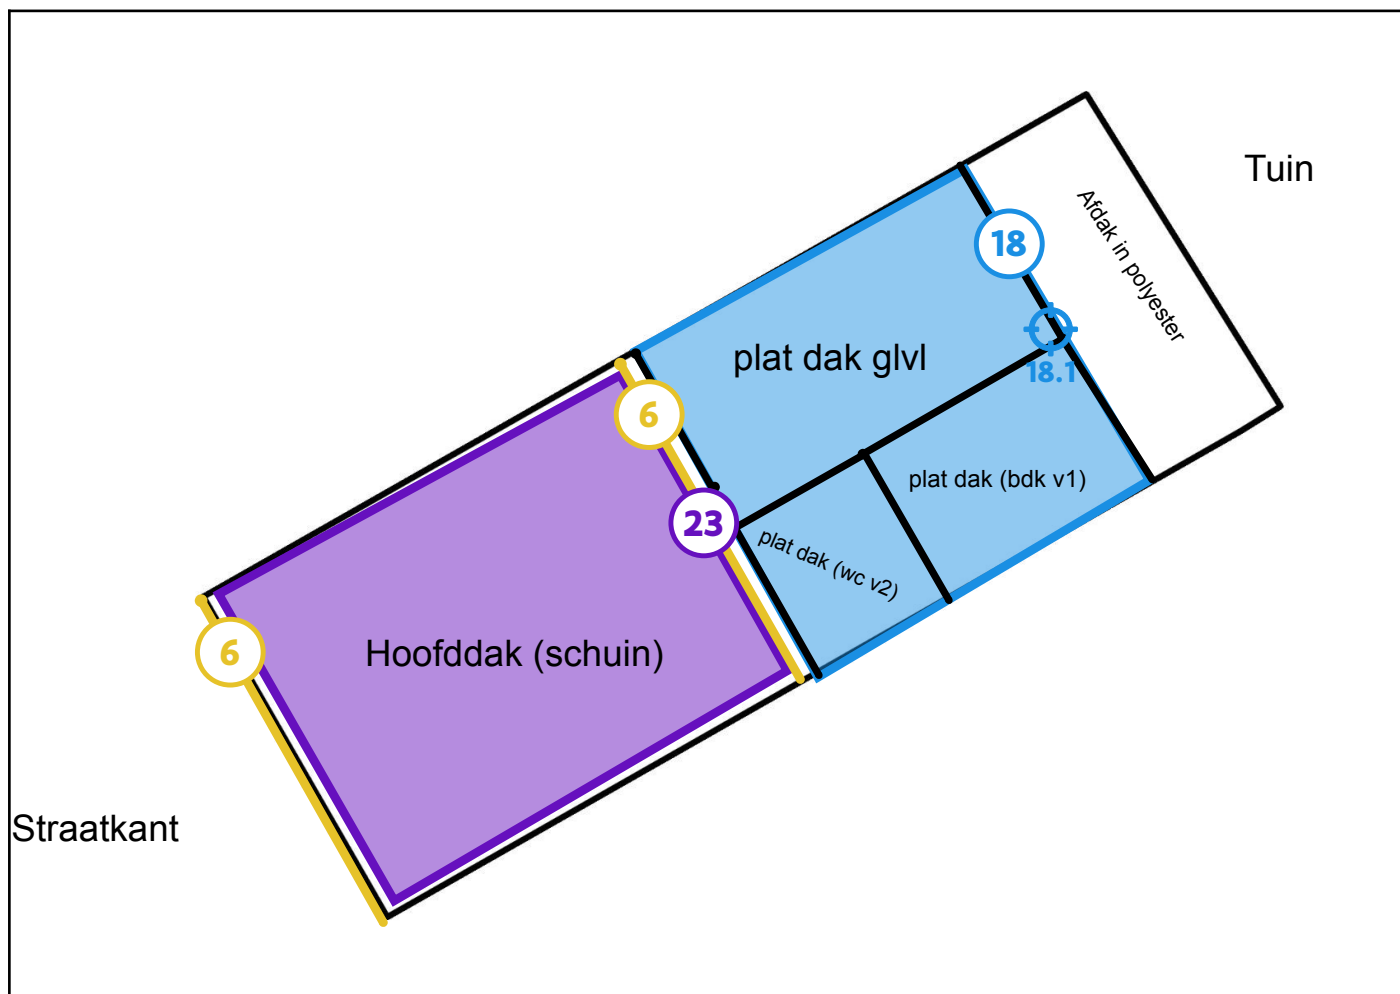 Tuin
Afdak in polyester
18
plat dak glvl
18.1
6
plat dak (bdk v1)
23
plat dak (wc v2)
6
Hoofddak (schuin)
Straatkant